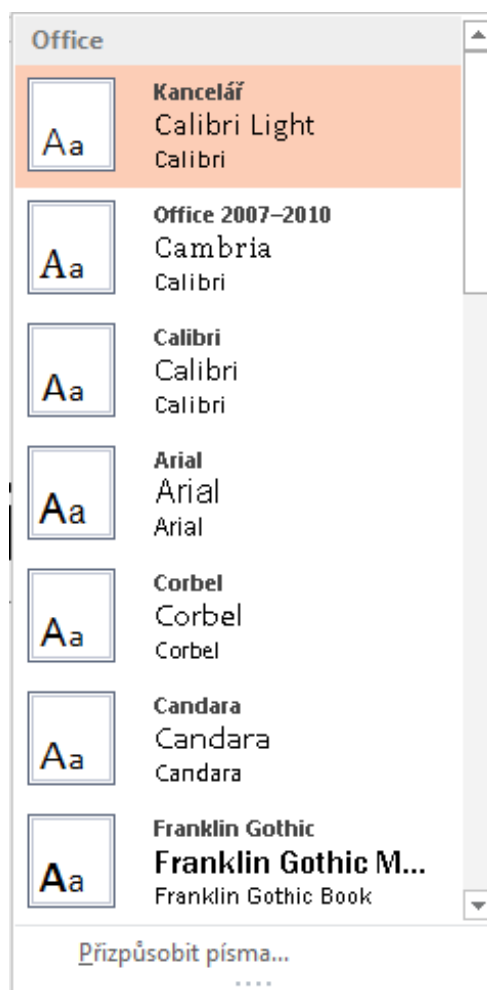 Office
Kancelář
Aa
Calibri Light
Calibri
Office 2007–2010
Aa
Cambria
Calibri
Calibri
Aa
Calibri
Calibri
Arial
Aa
Arial
Arial
Corbel
Aa
Corbel
Corbel
Candara
Aa
Candara
Candara
Franklin Gothic
Aa
Franklin Gothic M...
Franklin Gothic Book
Přizpůsobit písma...